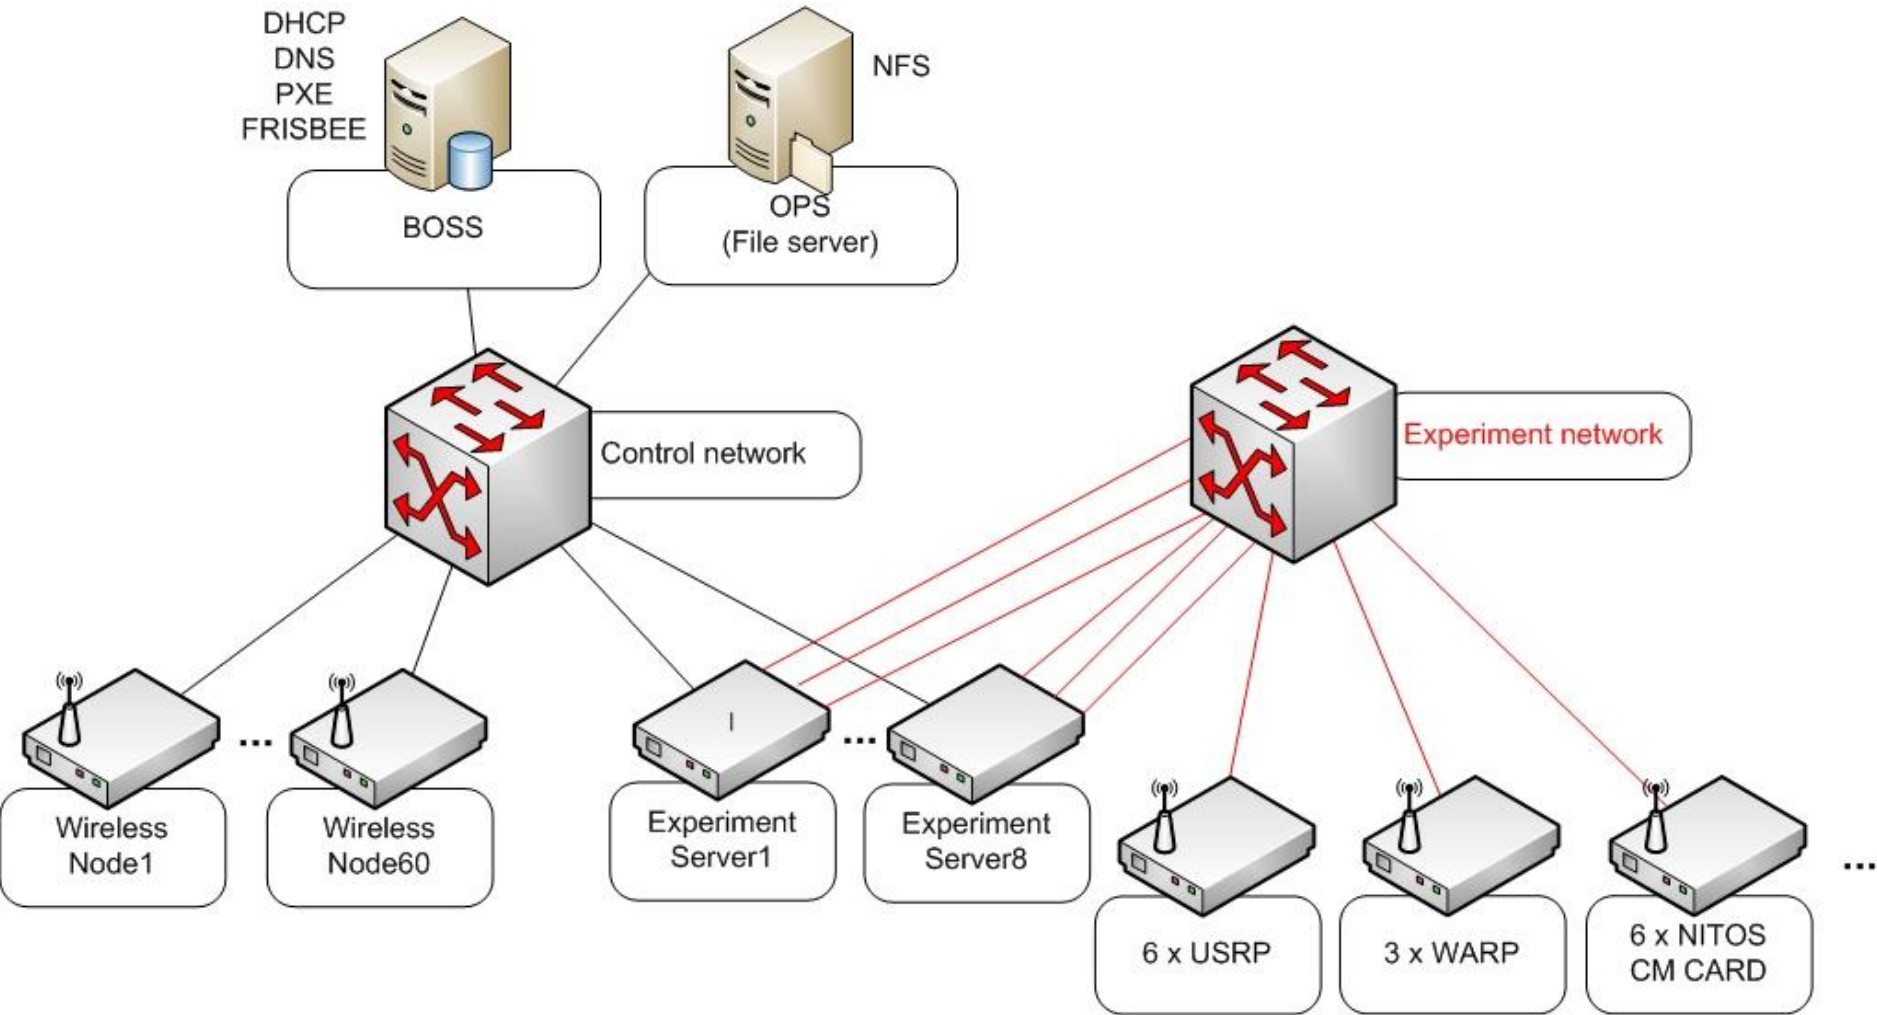 DHCP
DNS
PXE
FRISBEE
NFS
BOSS
OPS
(File server)
Control network
Experiment network
...
...
Wireless
Node1
Wireless
Node60
Experiment
Server1
Experiment
Server8
...
6 x USRP
3 x WARP
6 x NITOS
CM CARD